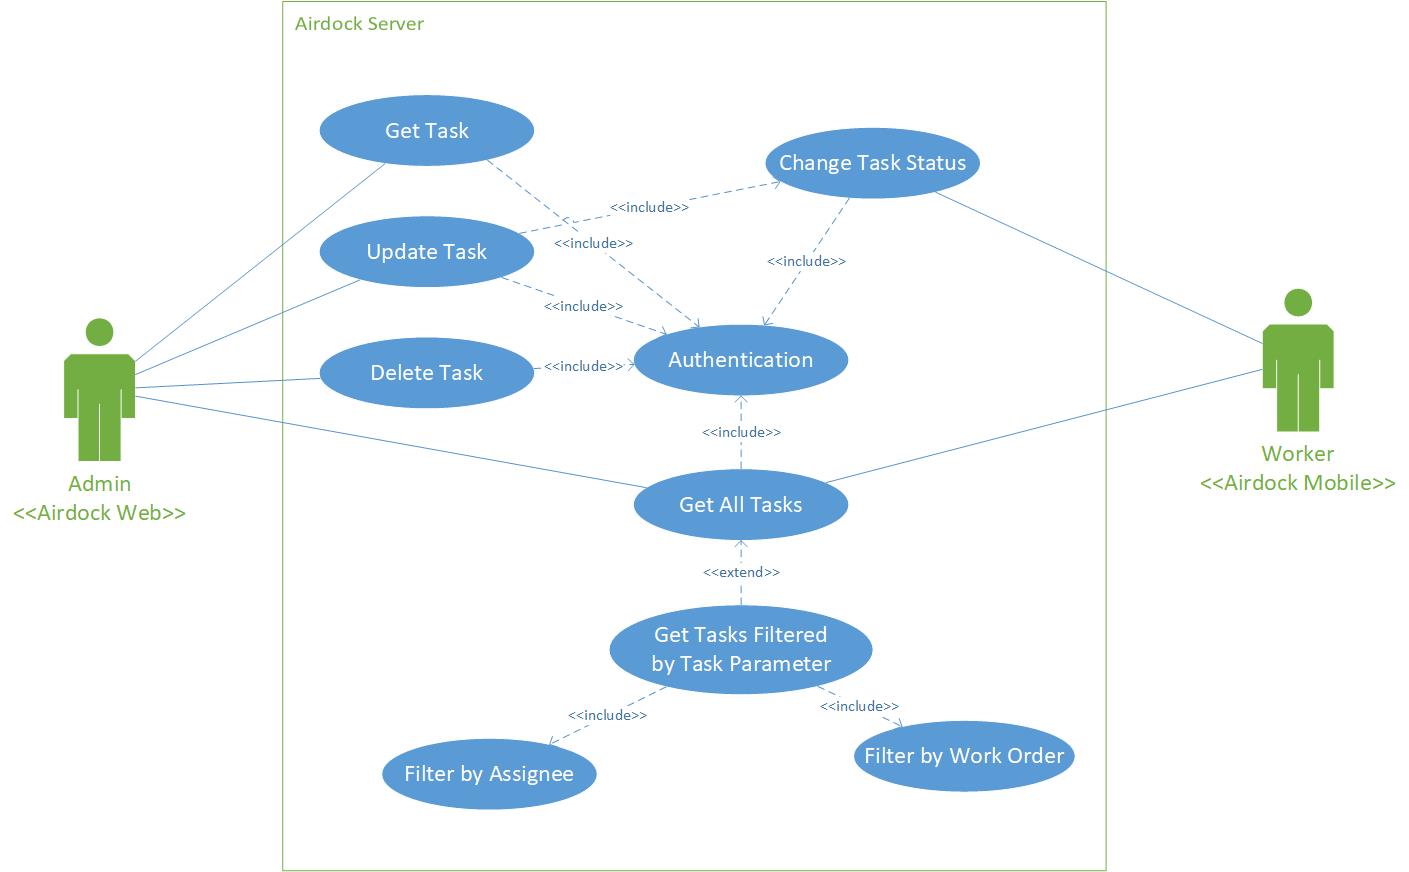 Airdock Server
Get Task
Change Task Status
<<include>>
<<include>>
Update Task
<<include>>
<<include>>
Authentication
Delete Task
<<include>>
<<include>>
Worker
<<Airdock Mobile>>
Admin
<<Airdock Web>>
Get All Tasks
<<extend>>
Get Tasks Filtered
by Task Parameter
<<include>>
<<include>>
Filter by Work Order
Filter by Assignee